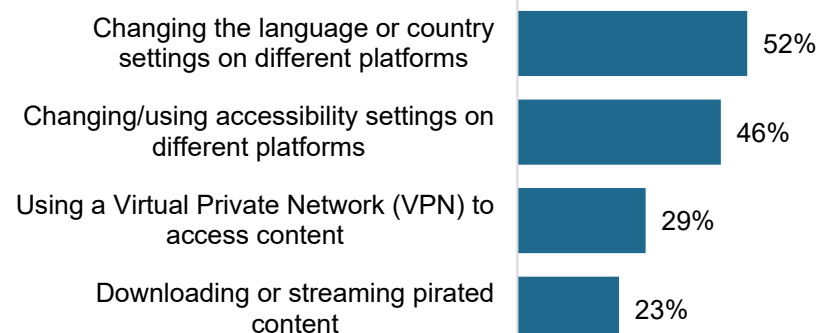 Changing the language or country
settings on different platforms
52%
Changing/using accessibility settings on
different platforms
46%
Using a Virtual Private Network (VPN) to
access content
29%
Downloading or streaming pirated
content
23%